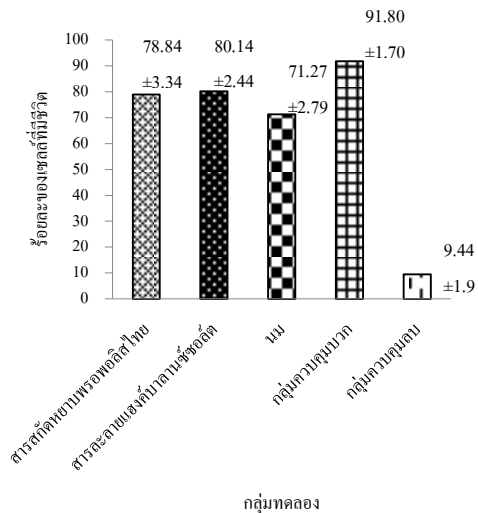 91.80
78.84 80.14 ±1.70
71.27
±3.34 ±2.44
±2.79
ร้อยละของเซลล์ที่มีชีวิต
100
90
80
70
60
50
40
30
20
10
0
9.44
±1.9
สารสกัดหยาบพรอพอลิสไทย
สารละลายแฮงค์บาลานซ์ซอล์ต
นม
กลุ่มควบคุมบวก
กลุ่มควบคุมลบ
กลุ่มทดลอง